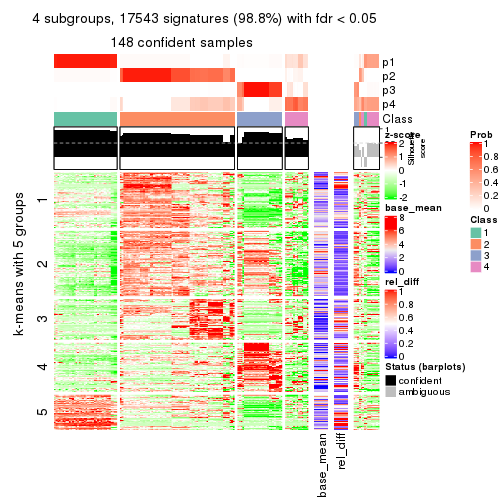 4 subgroups, 17543 signatures (98.8%) with fdr < 0.05
148 confident samples
p1
p2
p3
p4
Class
1
Silhouette
score
k-means with 5 groups
1
2
3
4
5
base_mean
rel_diff
z-score
2
1
0
-1
-2
base_mean
8
6
4
2
0
rel_diff
1
0.8
0.6
0.4
0.2
0
Status (barplots)
confident
ambiguous
Prob
1
0.8
0.6
0.4
0.2
0
Class
1
2
3
4